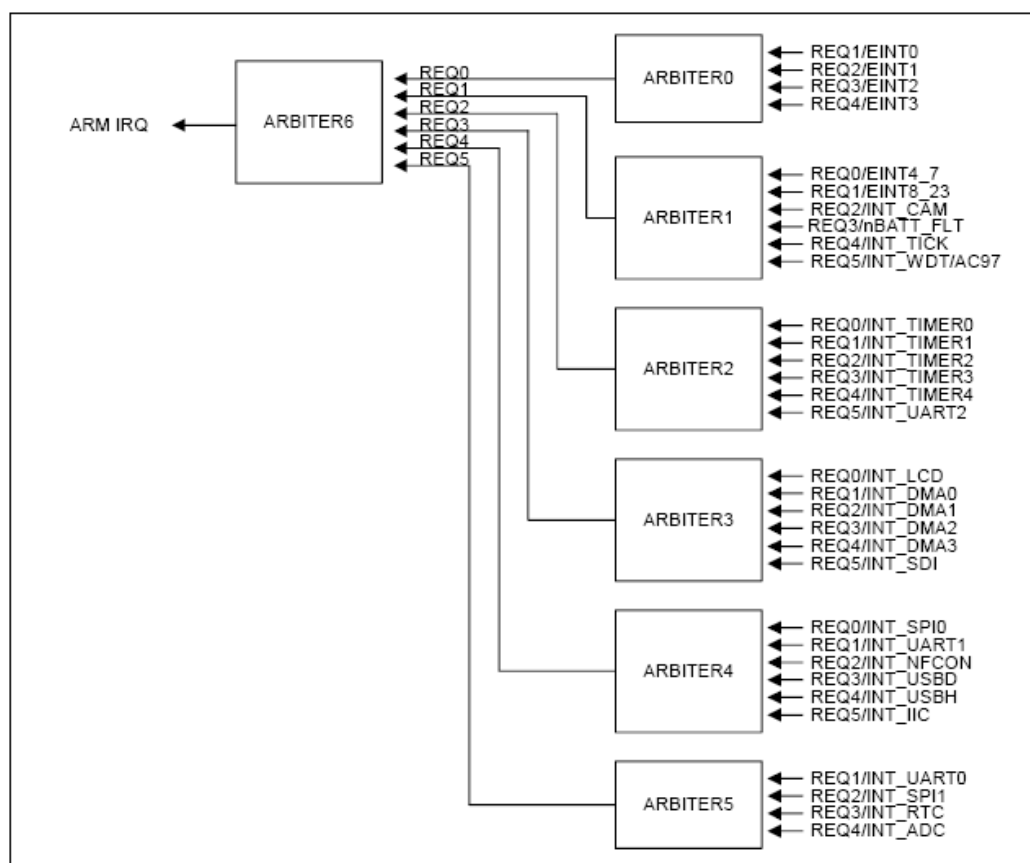 ARM IRQ
ARBITER6
REQ0
REQ1
REQ2
REQ3
REQ4
REQ5
ARBITER0
REQ1/EINT0
REQ2/EINT1
REQ3/EINT2
REQ4/EINT3
ARBITER1
REQ0/EINT4_7
REQ1/EINT8_23
REQ2/INT_CAM
REQ3/nBATT_FLT
REQ4/INT_TICK
REQ5/INT_WDT/AC97
ARBITER2
REQ0/INT_TIMER0
REQ1/INT_TIMER1
REQ2/INT_TIMER2
REQ3/INT_TIMER3
REQ4/INT_TIMER4
REQ5/INT_UART2
ARBITER3
REQ0/INT_LCD
REQ1/INT_DMA0
REQ2/INT_DMA1
REQ3/INT_DMA2
REQ4/INT_DMA3
REQ5/INT_SDI
ARBITER4
REQ0/INT_SPI0
REQ1/INT_UART1
REQ2/INT_NFCON
REQ3/INT_USBD
REQ4/INT_USBH
REQ5/INT_IIC
ARBITER5
REQ1/INT_UART0
REQ2/INT_SPI1
REQ3/INT_RTC
REQ4/INT_ADC